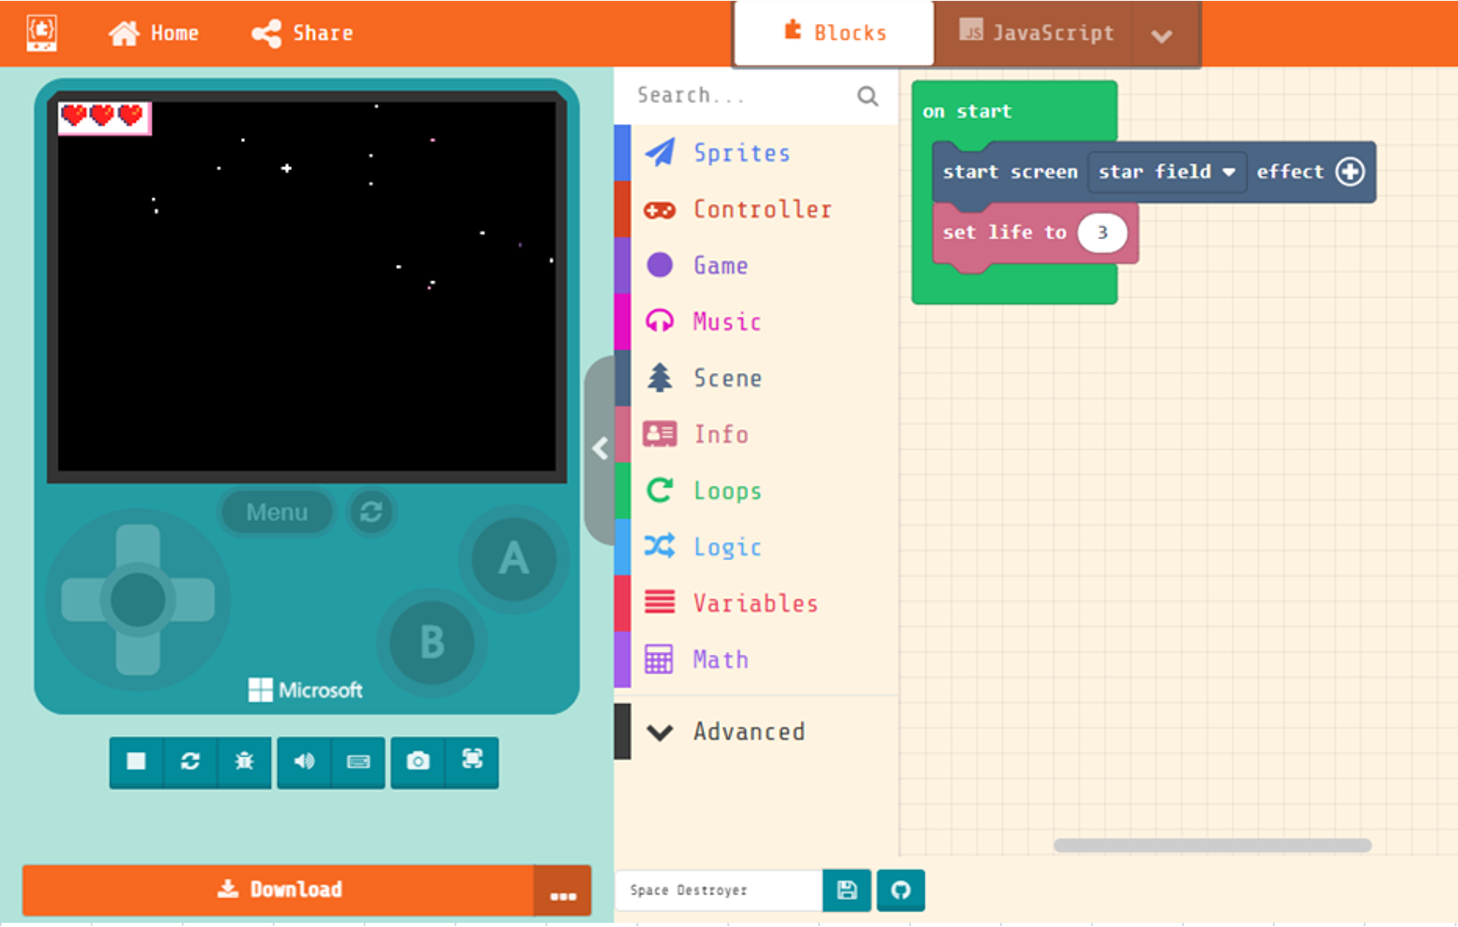 Home
Share
Blocks
JS JavaScript
Menu
A
B
Microsoft
Download
...
Search...
Sprites
Controller
Game
Music
Scene
Info
Loops
Logic
Variables
Math
Advanced
on start
start screen star field effect
set life to 3
Space Destroyer